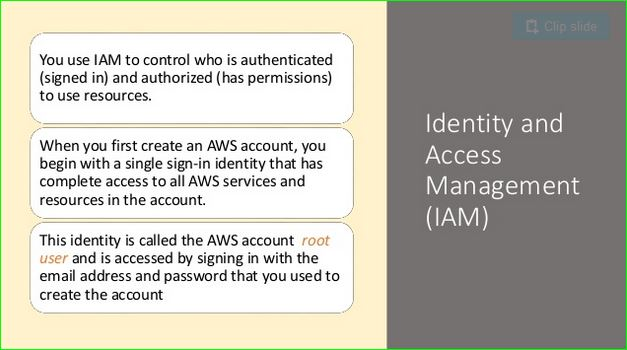 You use IAM to control who is authenticated
(signed in) and authorized (has permissions)
to use resources.
When you first create an AWS account, you
begin with a single sign-in identity that has
complete access to all AWS services and
resources in the account.
This identity is called the AWS account root
user and is accessed by signing in with the
email address and password that you used to
create the account
Clip slide
Identity and
Access
Management
(IAM)